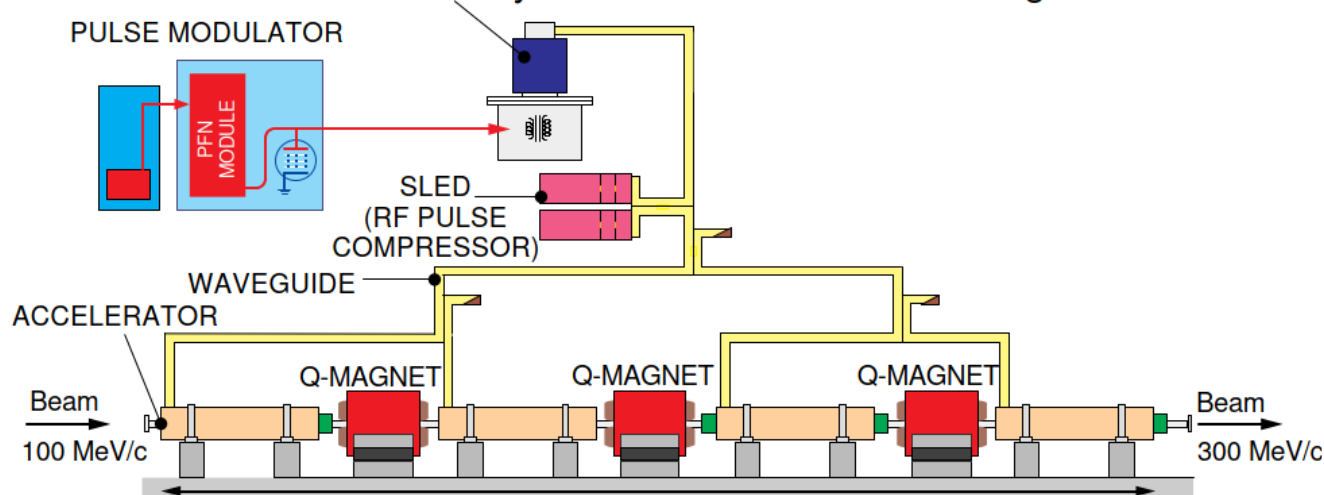 PULSE MODULATOR
PFN
MODULE
SLED
(RF PULSE
COMPRESSOR)
WAVEGUIDE
ACCELERATOR
Q-MAGNET
Q-MAGNET
Q-MAGNET
Beam
100 MeV/c
Beam
300 MeV/c